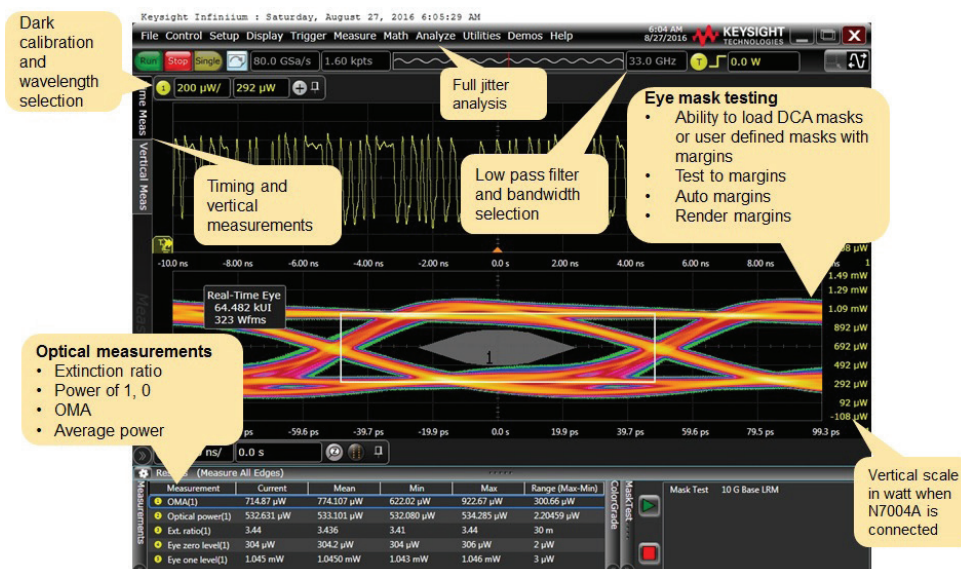 Keysight Infiniium : Saturday, August 27, 2016 6:05:29 AM
File Control Setup Display Trigger Measure Math Analyze Utilities Demos Help
6:04 AM
8/27/2016
KEYSIGHT
TECHNOLOGIES
Run Stop Single 80.0 GSa/s 1.60 kpts 33.0 GHz T 0.0 W
1 200 µW/ 292 µW
Dark
calibration
and
wavelength
selection
Full jitter
analysis
Low pass filter
and bandwidth
selection
Eye mask testing
• Ability to load DCA masks
or user defined masks with
margins
• Test to margins
• Auto margins
• Render margins
Meas
Vertical Meas
Timing and
vertical
measurements
-10.0 ns -8.00 ns -6.00 ns -4.00 ns -2.00 ns 0.0 s 2.00 ns 4.00 ns 6.00 ns 8.00 ns ns 1
1.49 mW
1.29 mW
1.09 mW
892 µW
692 µW
492 µW
292 µW
92 µW
-108 µW
Real-Time Eye
64.482 kUI
323 Wfms
1
Optical measurements
• Extinction ratio
• Power of 1, 0
• OMA
• Average power
ps -59.6 ps -39.7 ps -19.9 ps 0.0 s 19.9 ps 39.7 ps 59.6 ps 79.5 ps 99.3 ps
ns/ 0.0 s
(Measure All Edges)
Measurements
Measurement Current Mean Min Max Range (Max-Min)
OMA(1) 714.87 µW 774.107 µW 622.02 µW 922.67 µW 300.66 µW
Optical power(1) 532.631 µW 533.101 µW 532.080 µW 534.285 µW 2.20459 µW
Ext. ratio(1) 3.44 3.436 3.41 3.44 30 m
Eye zero level(1) 304 µW 304.2 µW 304 µW 306 µW 2 µW
Eye one level(1) 1.045 mW 1.0450 mW 1.043 mW 1.046 mW 3 µW
ColorGrade
MaskTest
Mask Test 10 G Base LRM
Vertical scale
in watt when
N7004A is
connected